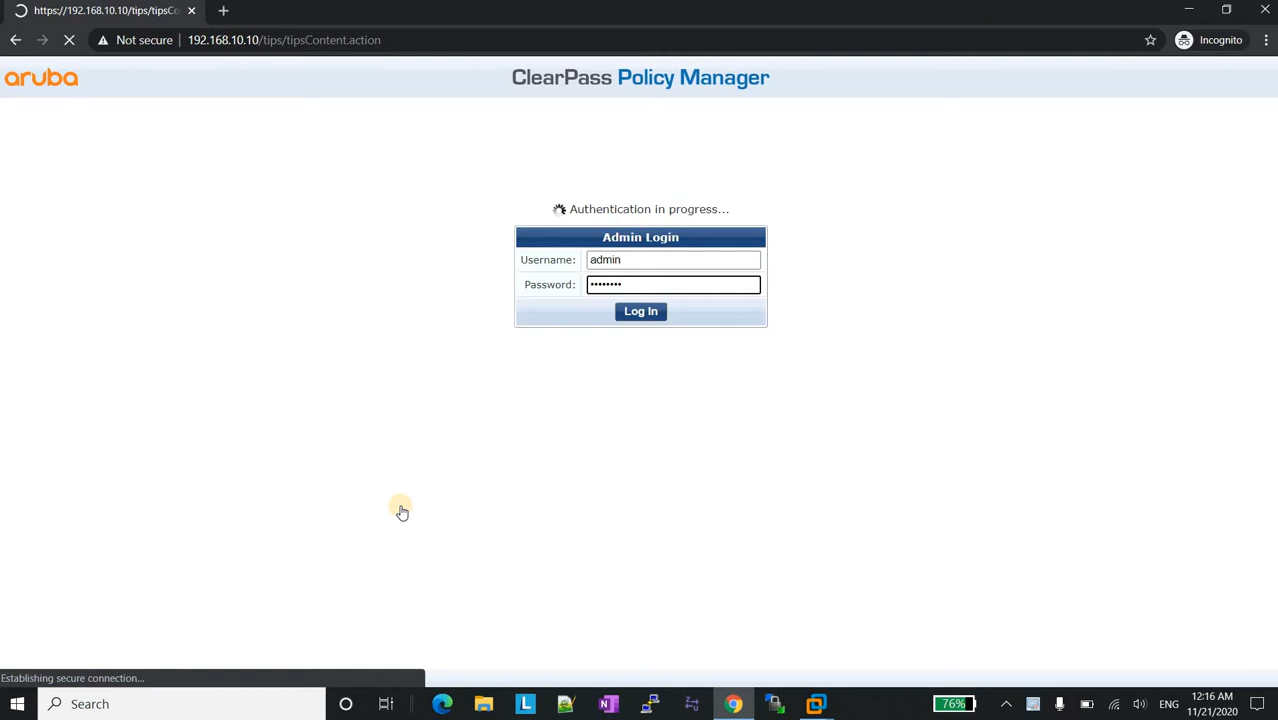 https://192.168.10.10/tips/tipsCo
Not secure
192.168.10.10/tips/tipsContent.action
Incognito
aruba
ClearPass Policy Manager
Authentication in progress...
Admin Login
Username:
admin
Password:
••••••••
Log In
Establishing secure connection...
Search
L
N
76%
ENG
12:16 AM
11/21/2020